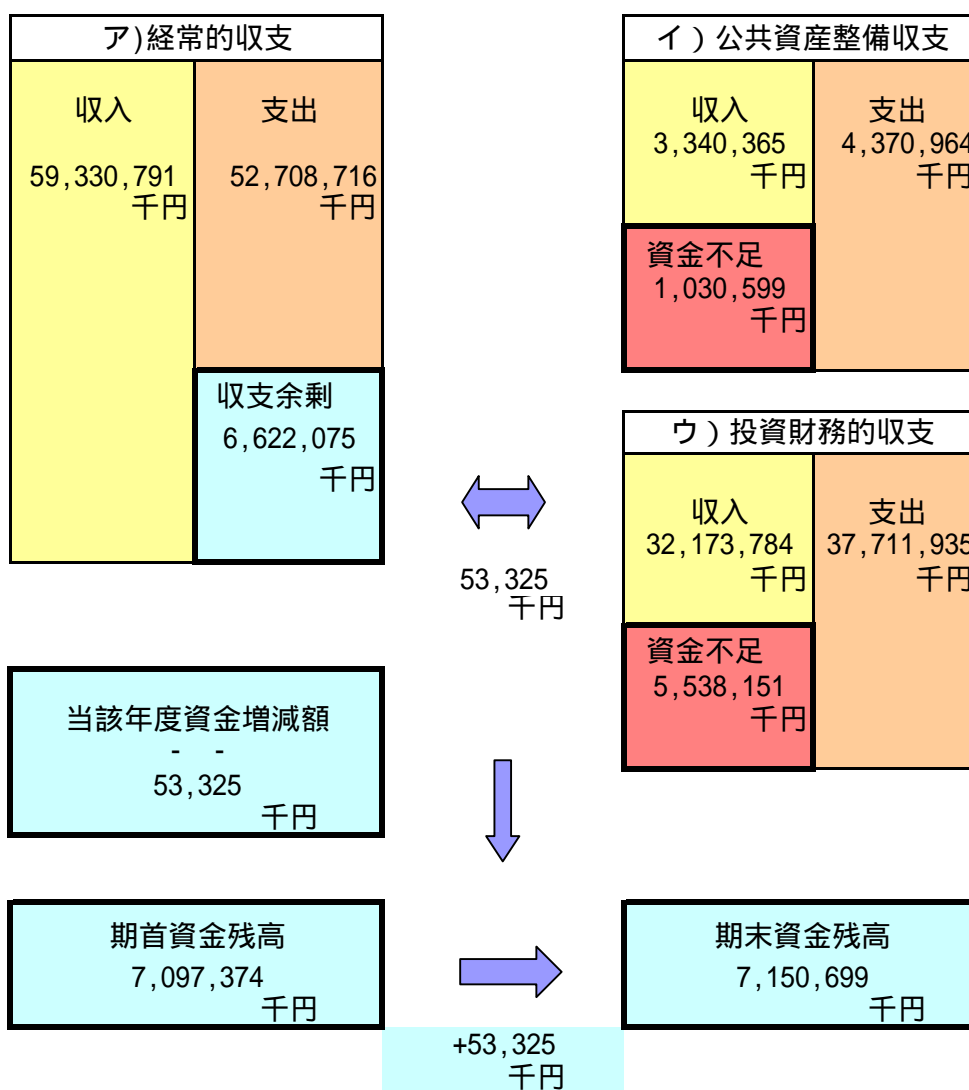 ア)経常的収支
収入
59,330,791
千円
支出
52,708,716
千円
収支余剰
6,622,075
千円
イ）公共資産整備収支
収入
3,340,365
千円
支出
4,370,964
千円
資金不足
1,030,599
千円
ウ）投資財務的収支
収入
32,173,784
千円
支出
37,711,935
千円
資金不足
5,538,151
千円
53,325
千円
当該年度資金増減額
- -
53,325
千円
期首資金残高
7,097,374
千円
+53,325
千円
期末資金残高
7,150,699
千円